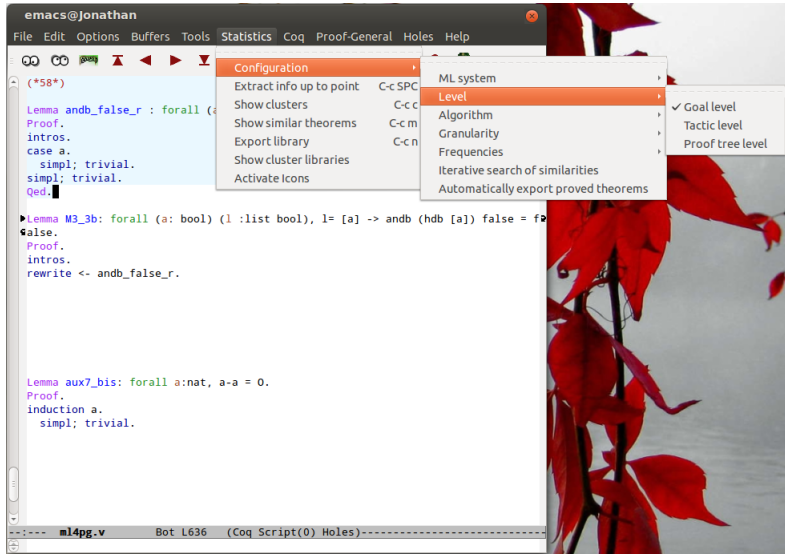 emacs@Jonathan
File Edit Options Buffers Tools Statistics Coq Proof-General Holes Help
Configuration
Extract info up to point C-c SPC
Show clusters C-c c
Show similar theorems C-c m
Export library C-c n
Show cluster libraries
Activate Icons
ML system
Level
Algorithm
Granularity
Frequencies
Iterative search of similarities
Automatically export proved theorems
Goal level
Tactic level
Proof tree level
(*58*)
Lemma andb_false_r : forall (a
Proof.
intros.
case a.
simpl; trivial.
simpl; trivial.
Qed.
Lemma M3_3b: forall (a: bool) (l :list bool), l= [a] -> andb (hdb [a]) false = f
alse.
Proof.
intros.
rewrite <- andb_false_r.
Lemma aux7_bis: forall a:nat, a-a = O.
Proof.
induction a.
simpl; trivial.
--:--- ml4pg.v Bot L636 (Coq Script(0) Holes)----------------------------